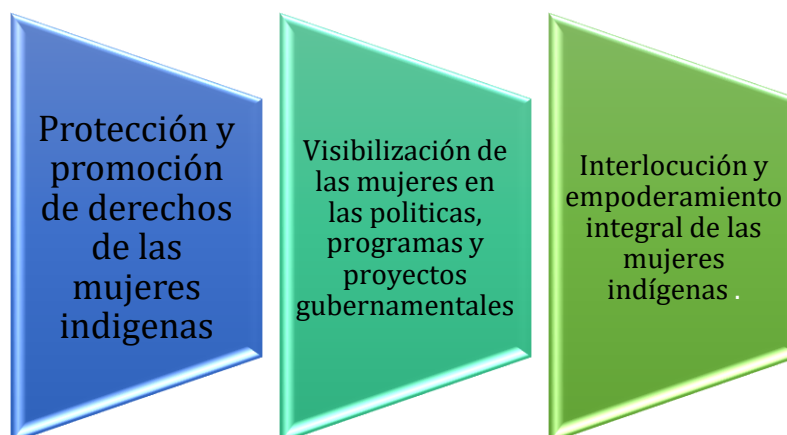 Protección y
promoción
de derechos
de las
mujeres
indigenas
Visibilización de
las mujeres en
las politicas,
programas y
proyectos
gubernamentales
Interlocución y
empoderamiento
integral de las
mujeres
indígenas .